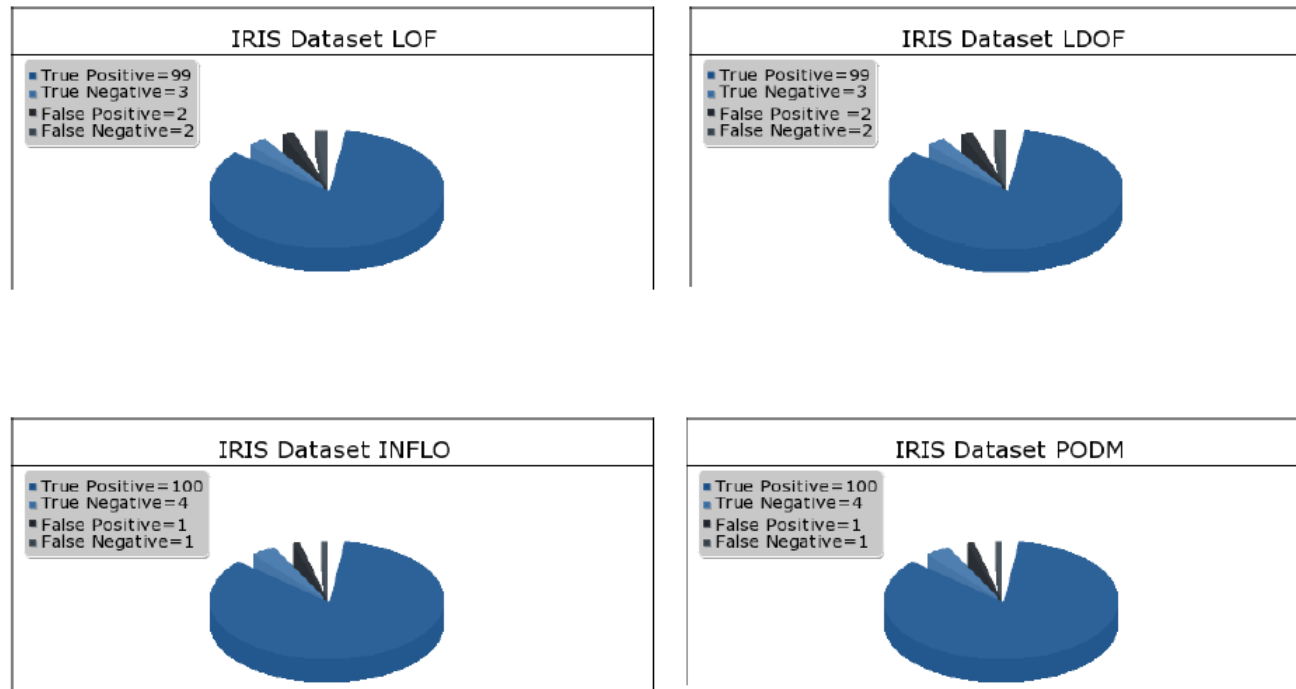 IRIS Dataset LOF
True Positive=99
True Negative=3
False Positive=2
False Negative=2
IRIS Dataset LDOF
True Positive=99
True Negative=3
False Positive =2
False Negative=2
IRIS Dataset INFLO
True Positive=100
True Negative=4
False Positive=1
False Negative=1
IRIS Dataset PODM
True Positive=100
True Negative=4
False Positive=1
False Negative=1